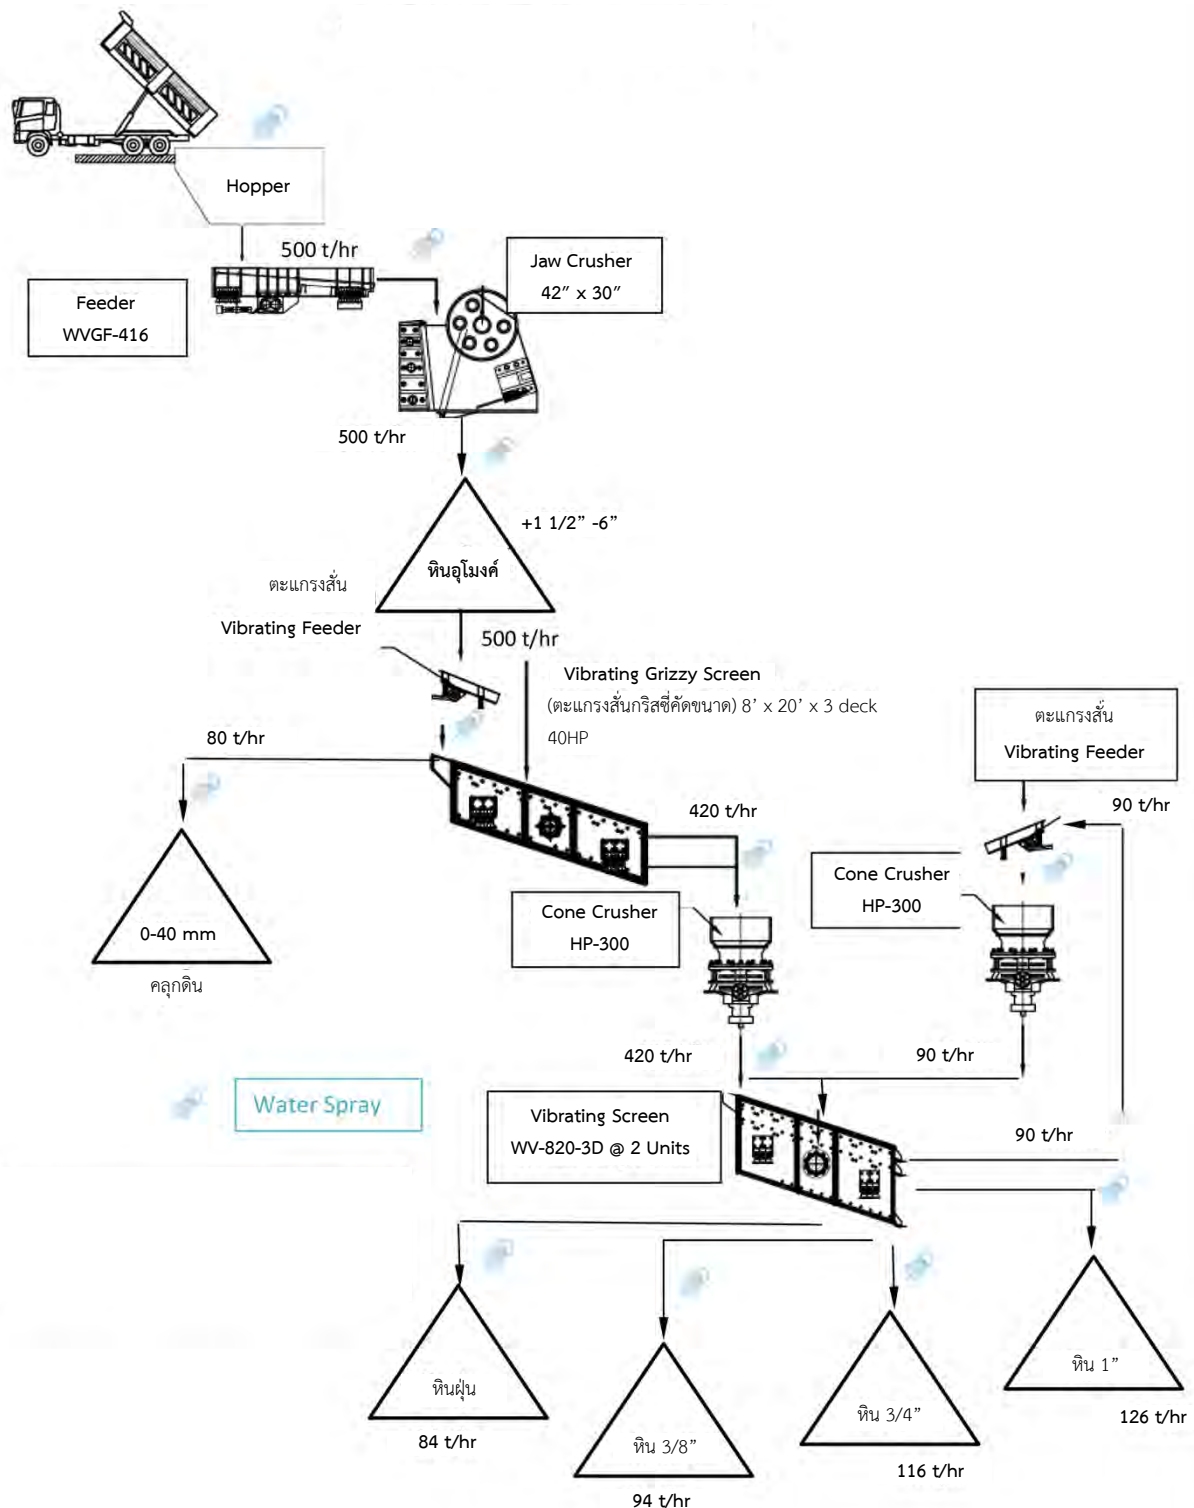 Hopper
500 t/hr
Jaw Crusher
42” x 30”
Feeder
WVGF-416
500 t/hr
+1 1/2” -6”
หินอุโมงค์
ตะแกรงสั่น
Vibrating Feeder
500 t/hr
Vibrating Grizzy Screen
(ตะแกรงสั่นกริสซี่คัดขนาด) 8’ x 20’ x 3 deck
40HP
ตะแกรงสั่น
Vibrating Feeder
80 t/hr
420 t/hr
90 t/hr
Cone Crusher
HP-300
Cone Crusher
HP-300
0-40 mm
คลุกดิน
420 t/hr
90 t/hr
Water Spray
Vibrating Screen
WV-820-3D @ 2 Units
90 t/hr
หินฝุ่น
84 t/hr
หิน 3/8”
94 t/hr
หิน 3/4”
116 t/hr
หิน 1”
126 t/hr